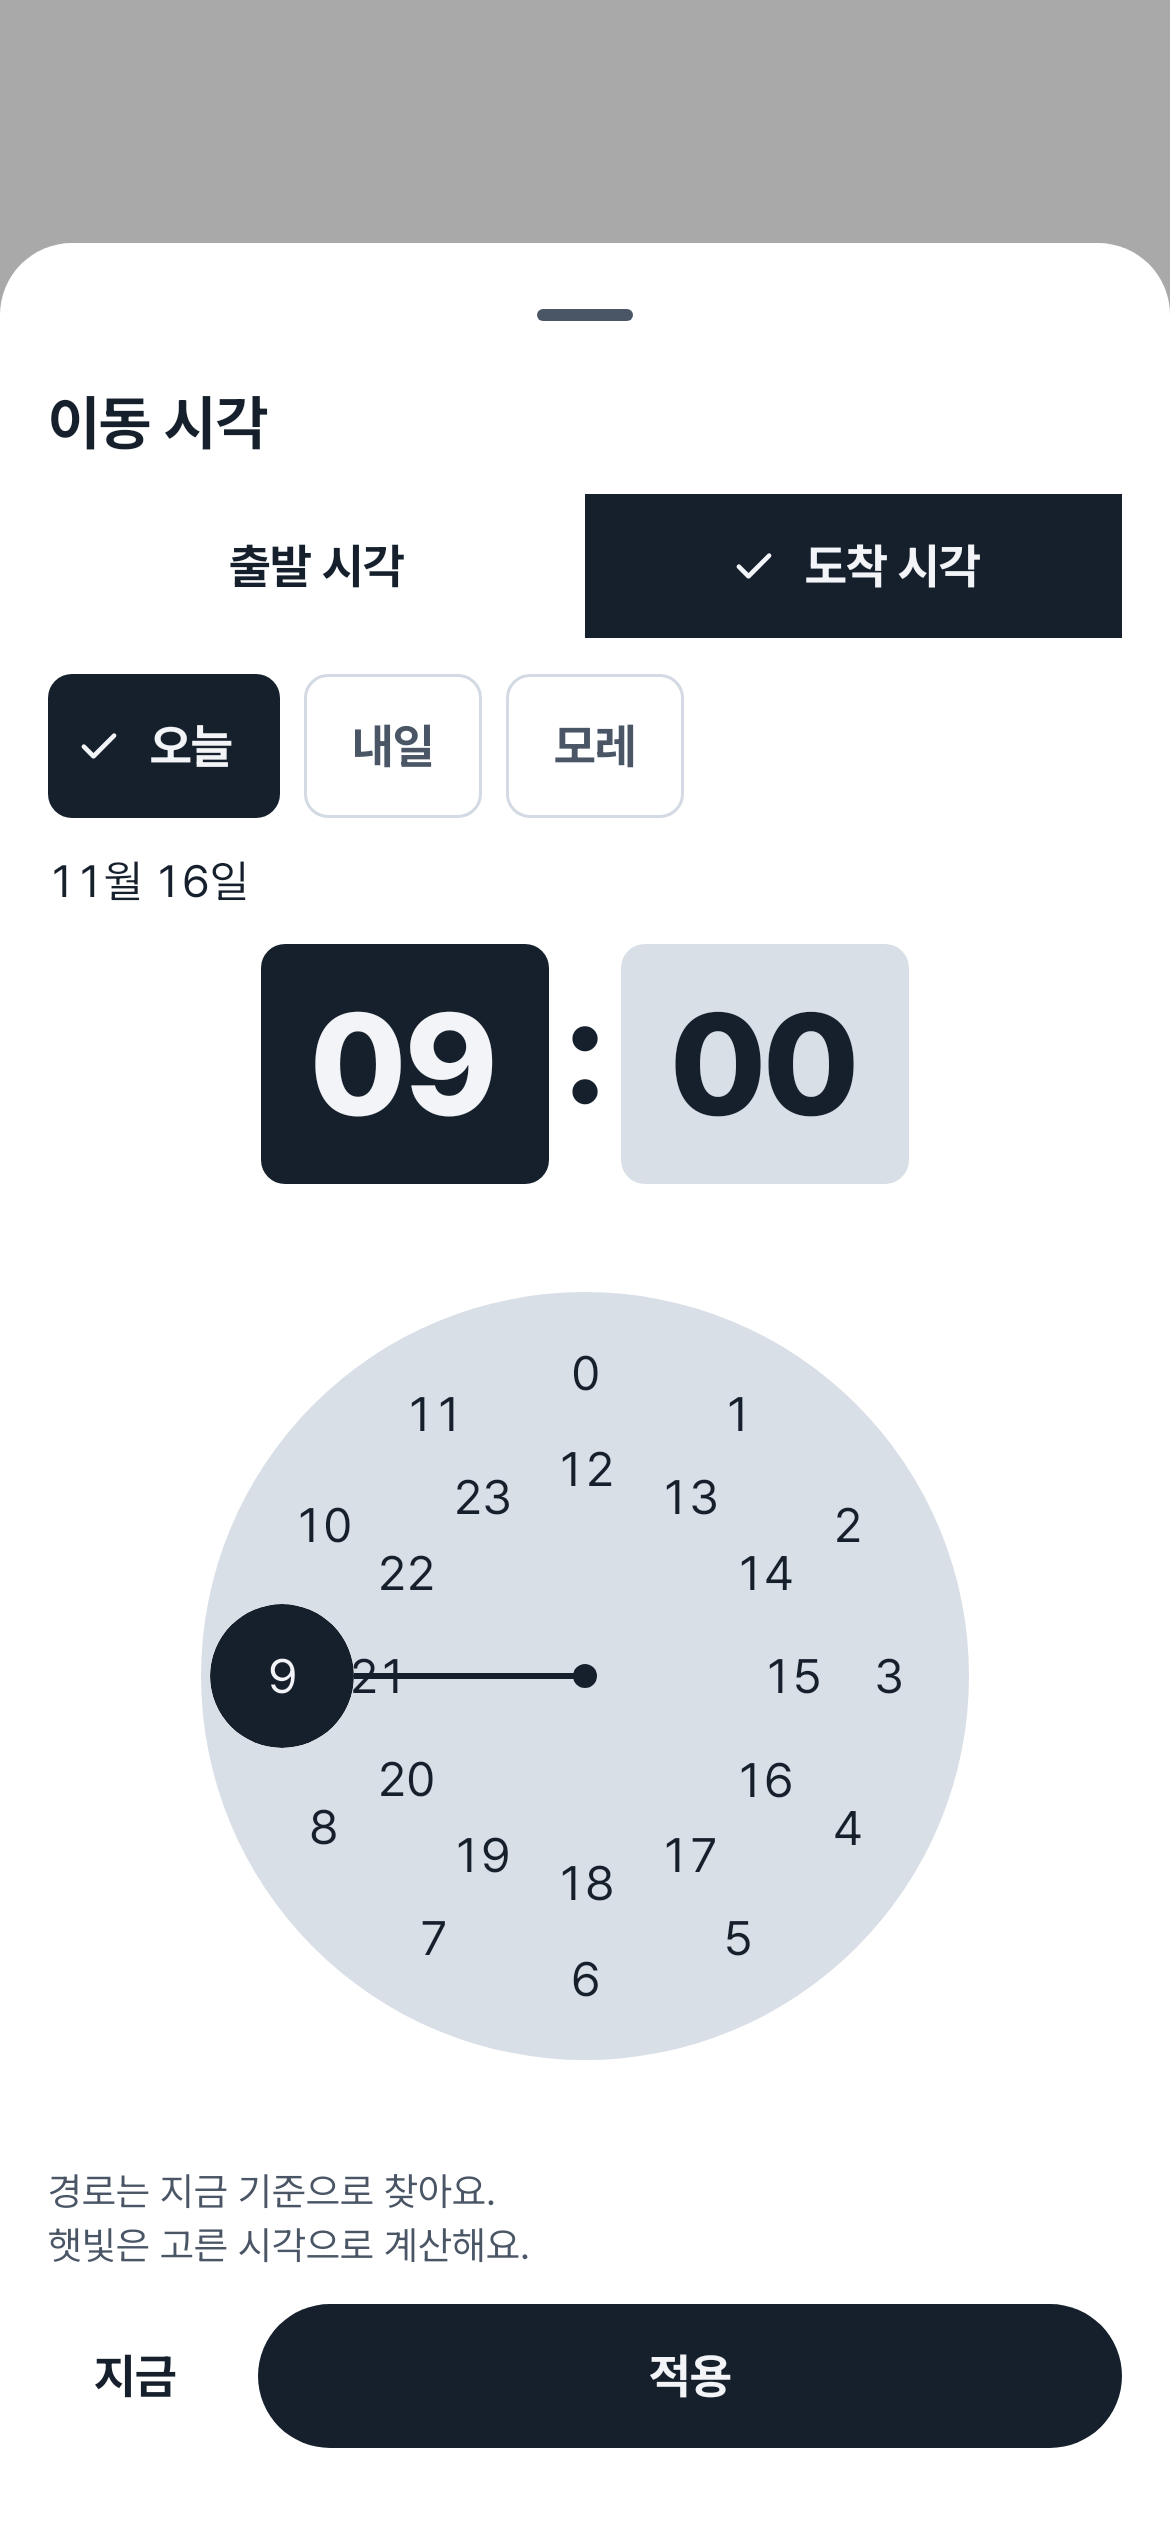 이동 시각
출발 시각
도착 시각
오늘 내일 모레
11월 16일
09:00
0
11 1
12
23 13
10 2
22 14
9 21 15 3
20 16
8 4
19 17
18
7 5
6
경로는 지금 기준으로 찾아요.
햇빛은 고른 시각으로 계산해요.
지금
적용